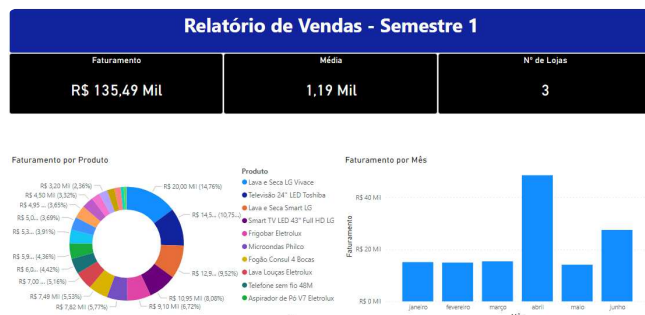 Relatório de Vendas - Semestre 1
Faturamento
Média
Nº de Lojas
R$ 135,49 Mil
1,19 Mil
3
Faturamento por Produto
R$ 20,00 Mil (14,76%)
R$ 14,5... (10,75...)
R$ 12,9... (9,52%)
R$ 10,95 Mil (8,08%)
R$ 9,10 Mil (6,72%)
R$ 7,82 Mil (5,77%)
R$ 7,49 Mil (5,53%)
R$ 7,00 ... (5,16%)
R$ 6,0... (4,42%)
R$ 5,9... (4,36%)
R$ 5,3... (3,91%)
R$ 5,0... (3,69%)
R$ 4,95 ... (3,65%)
R$ 4,50 Mil (3,32%)
R$ 3,20 Mil (2,36%)
Produto
Lava e Seca LG Vivace
Televisão 24" LED Toshiba
Lava e Seca Smart LG
Smart TV LED 43" Full HD LG
Frigobar Eletrolux
Microondas Philco
Fogão Consul 4 Bocas
Lava Louças Eletrolux
Telefone sem fio 48M
Aspirador de Pó V7 Eletrolux
Faturamento por Mês
Faturamento
R$ 40 Mil
R$ 20 Mil
R$ 0 Mil
janeiro
fevereiro
março
abril
maio
junho